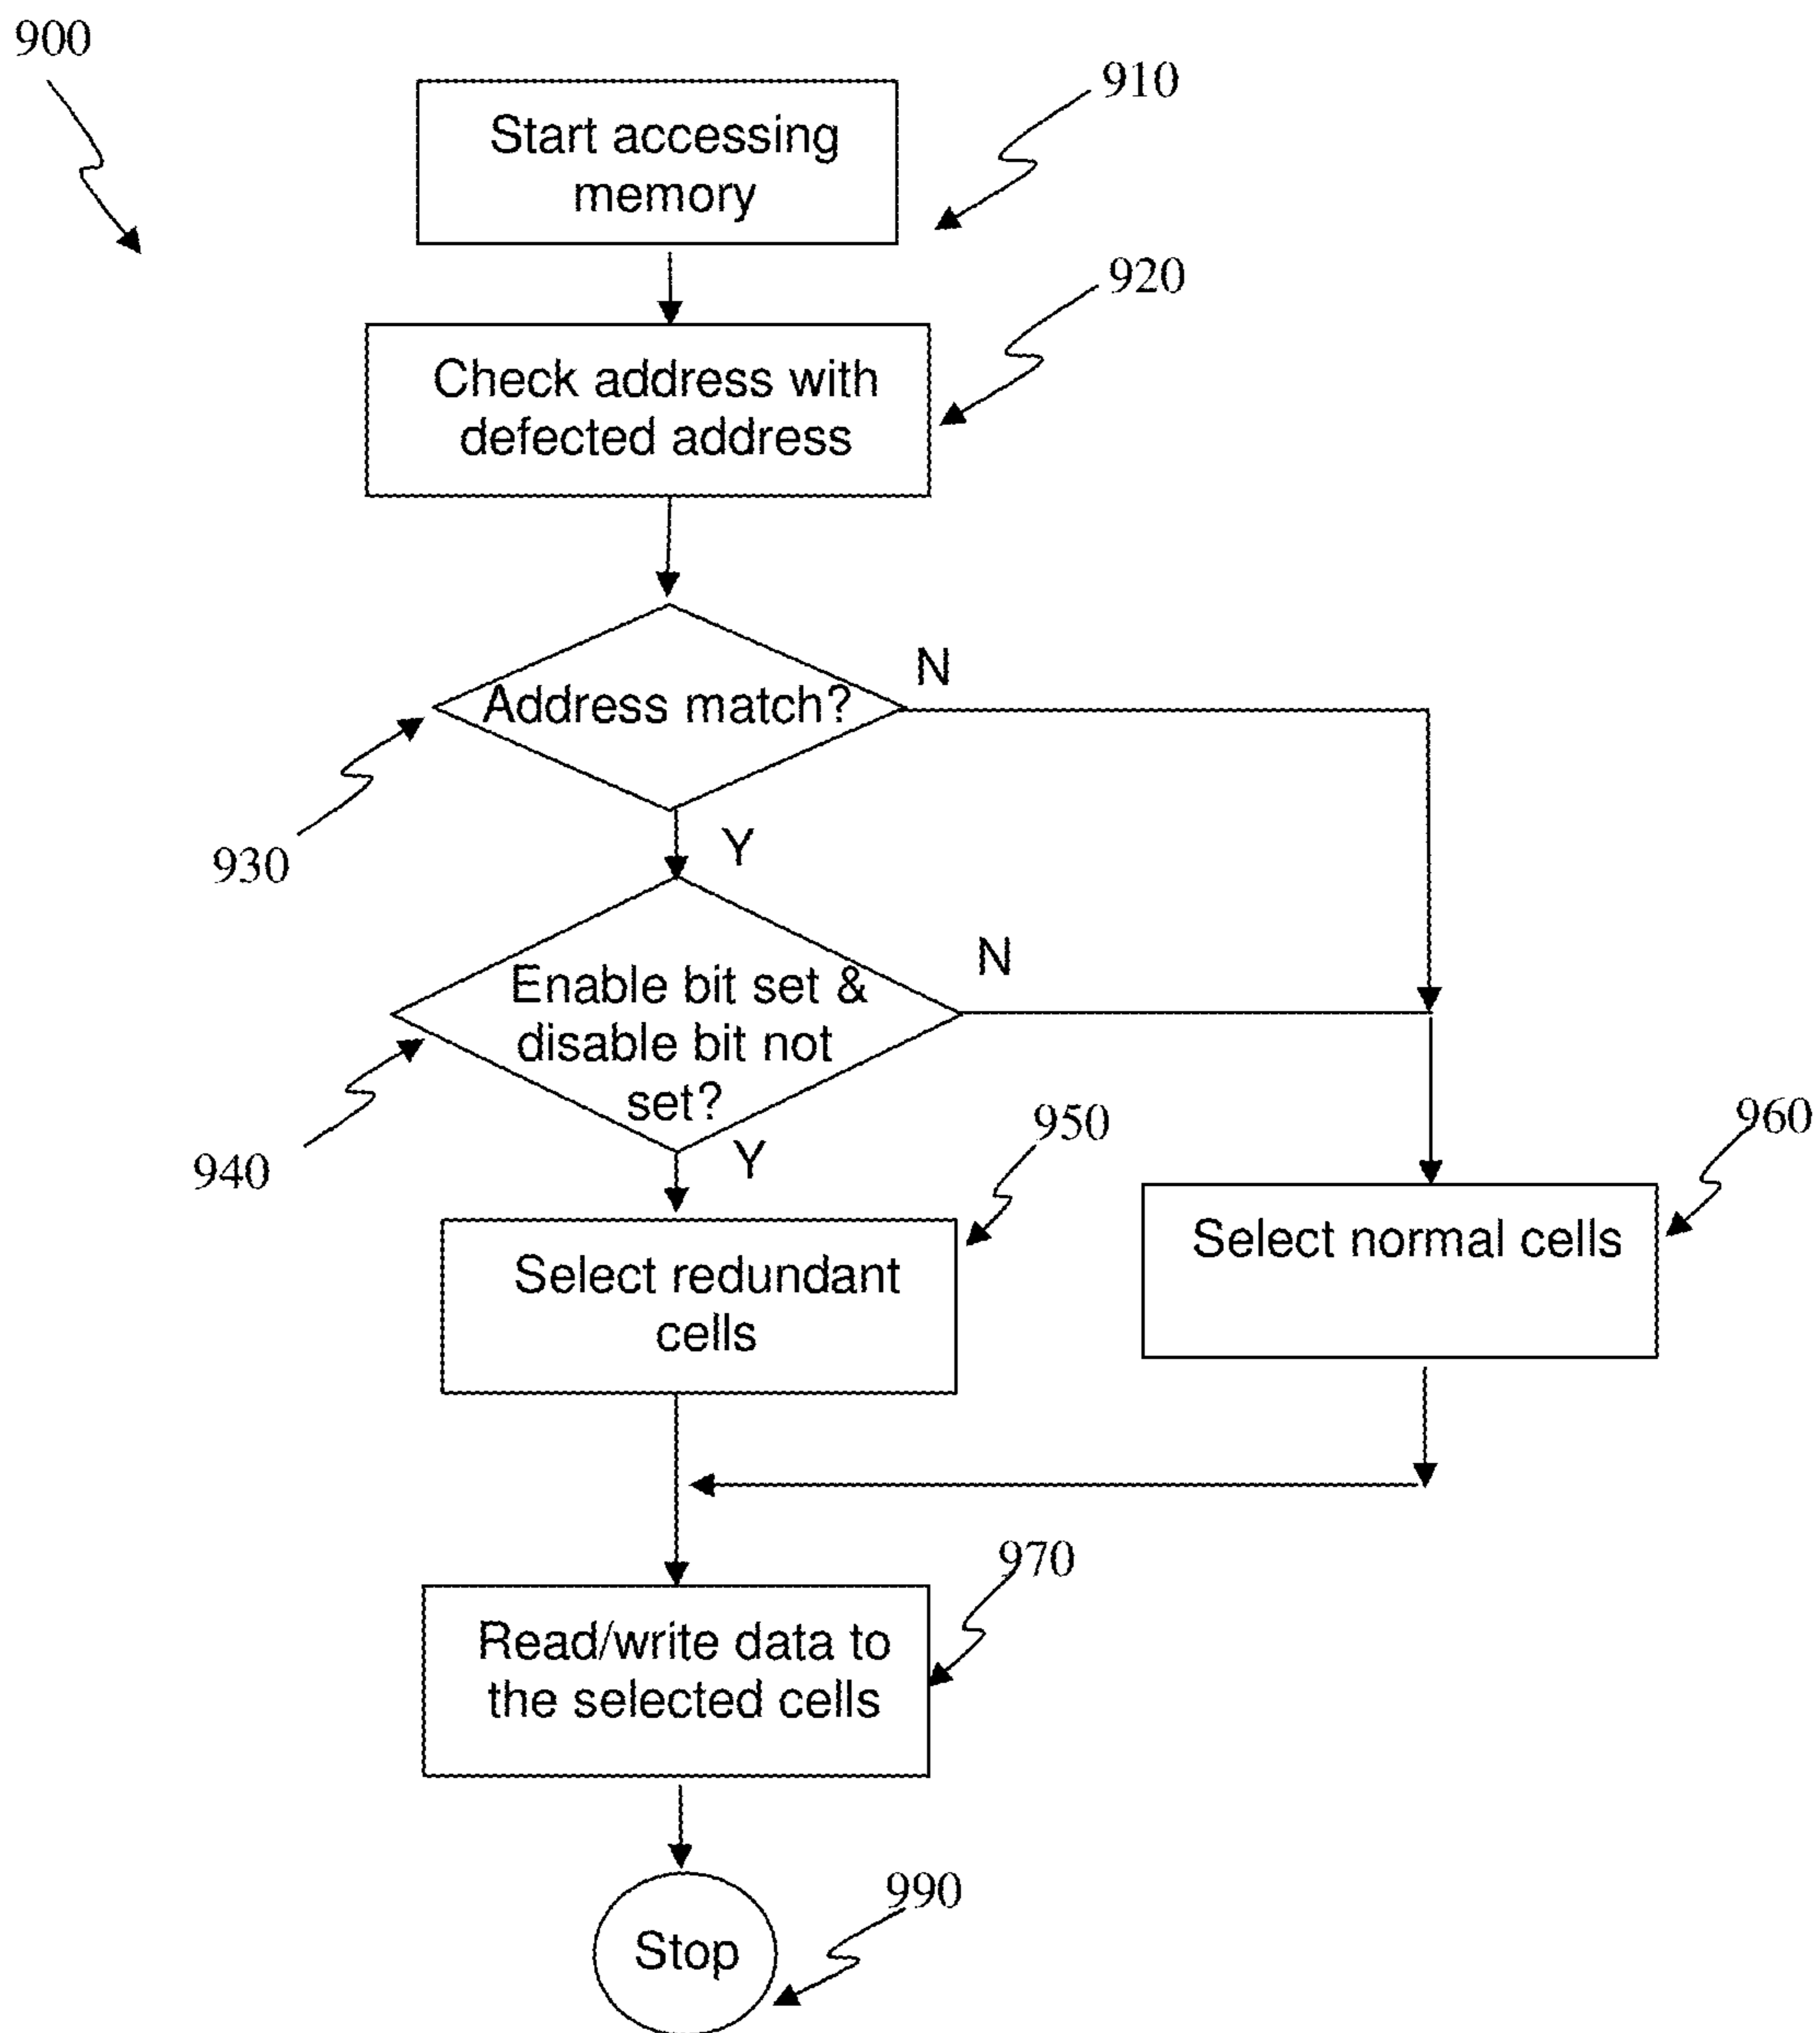 900
910
Start accessing
memory
920
Check address with
defected address
N
Address match?
930
Y
N
Enable bit set &
disable bit not
set?
940
Y
950
960
Select redundant
cells
Select normal cells
970
Read/write data to
the selected cells
990
Stop